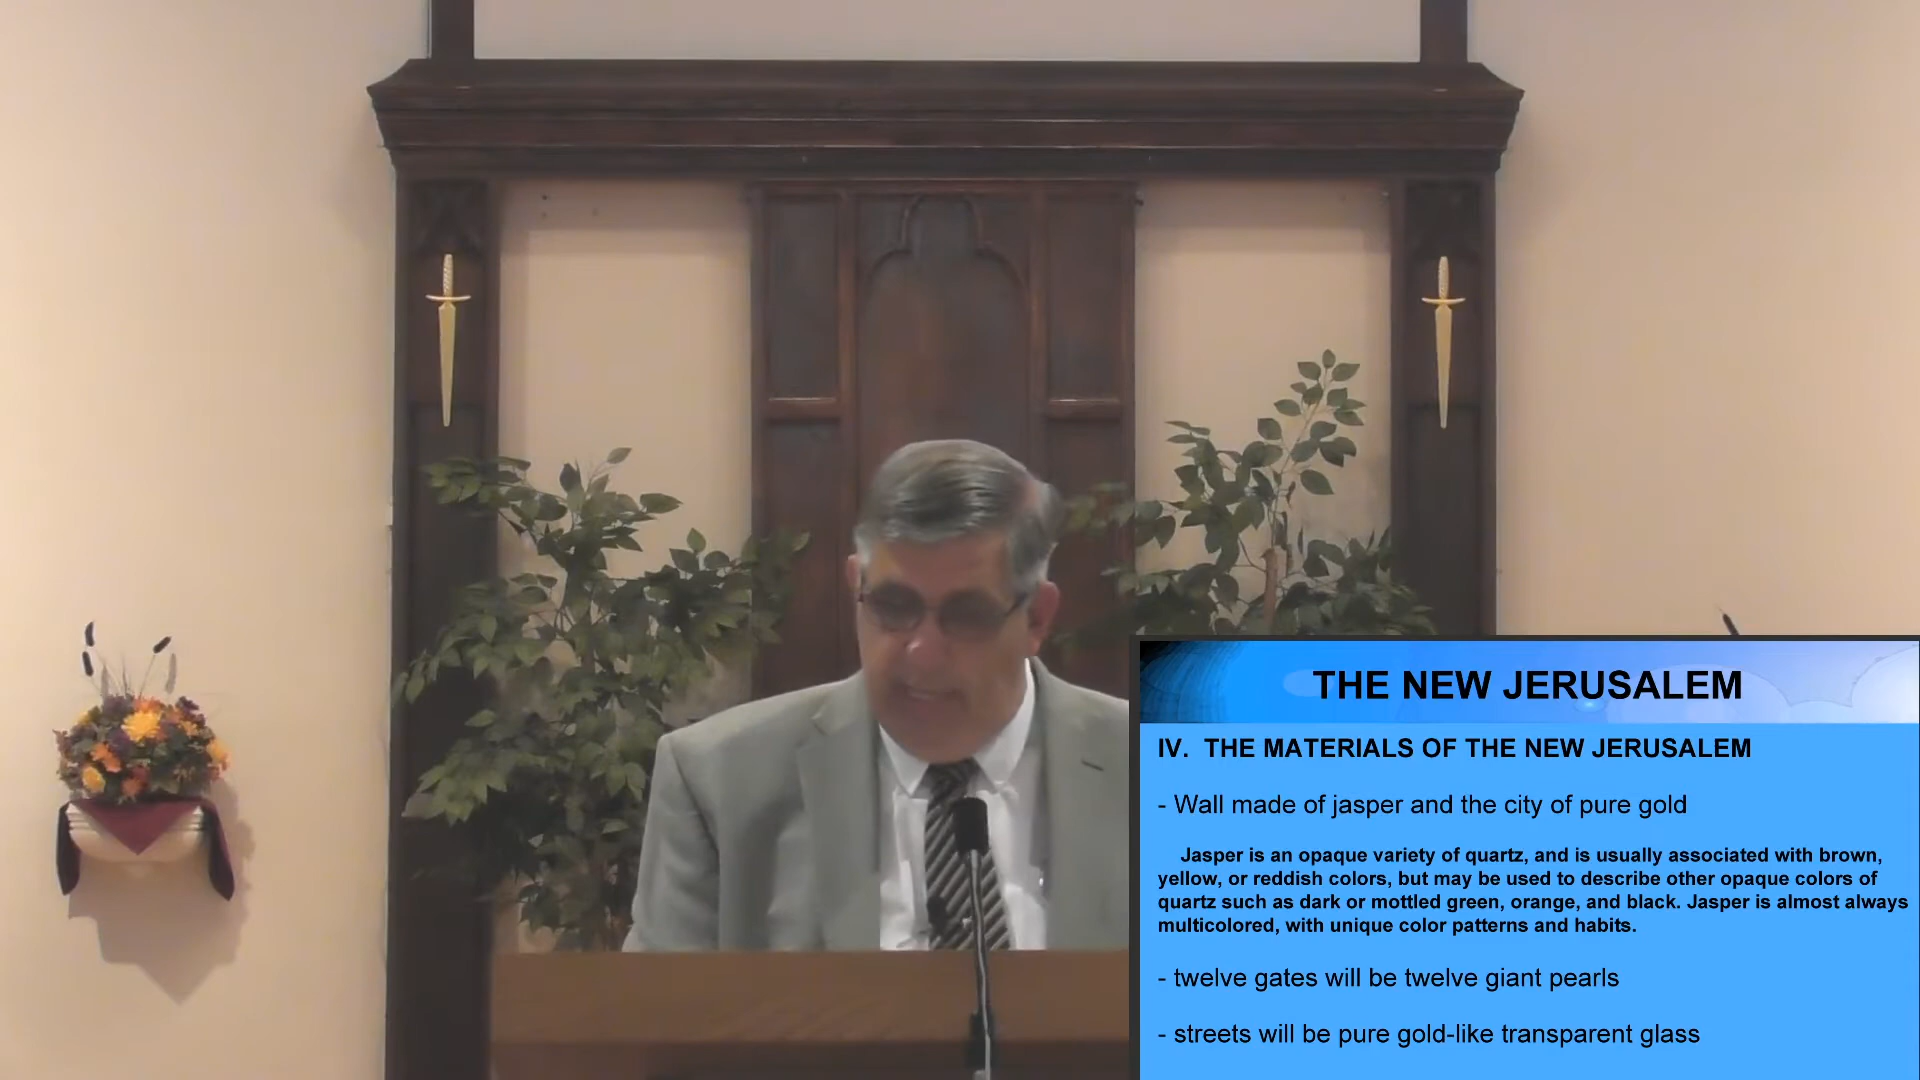 THE NEW JERUSALEM
IV. THE MATERIALS OF THE NEW JERUSALEM
- Wall made of jasper and the city of pure gold
Jasper is an opaque variety of quartz, and is usually associated with brown,
yellow, or reddish colors, but may be used to describe other opaque colors of
quartz such as dark or mottled green, orange, and black. Jasper is almost always
multicolored, with unique color patterns and habits.
- twelve gates will be twelve giant pearls
- streets will be pure gold-like transparent glass